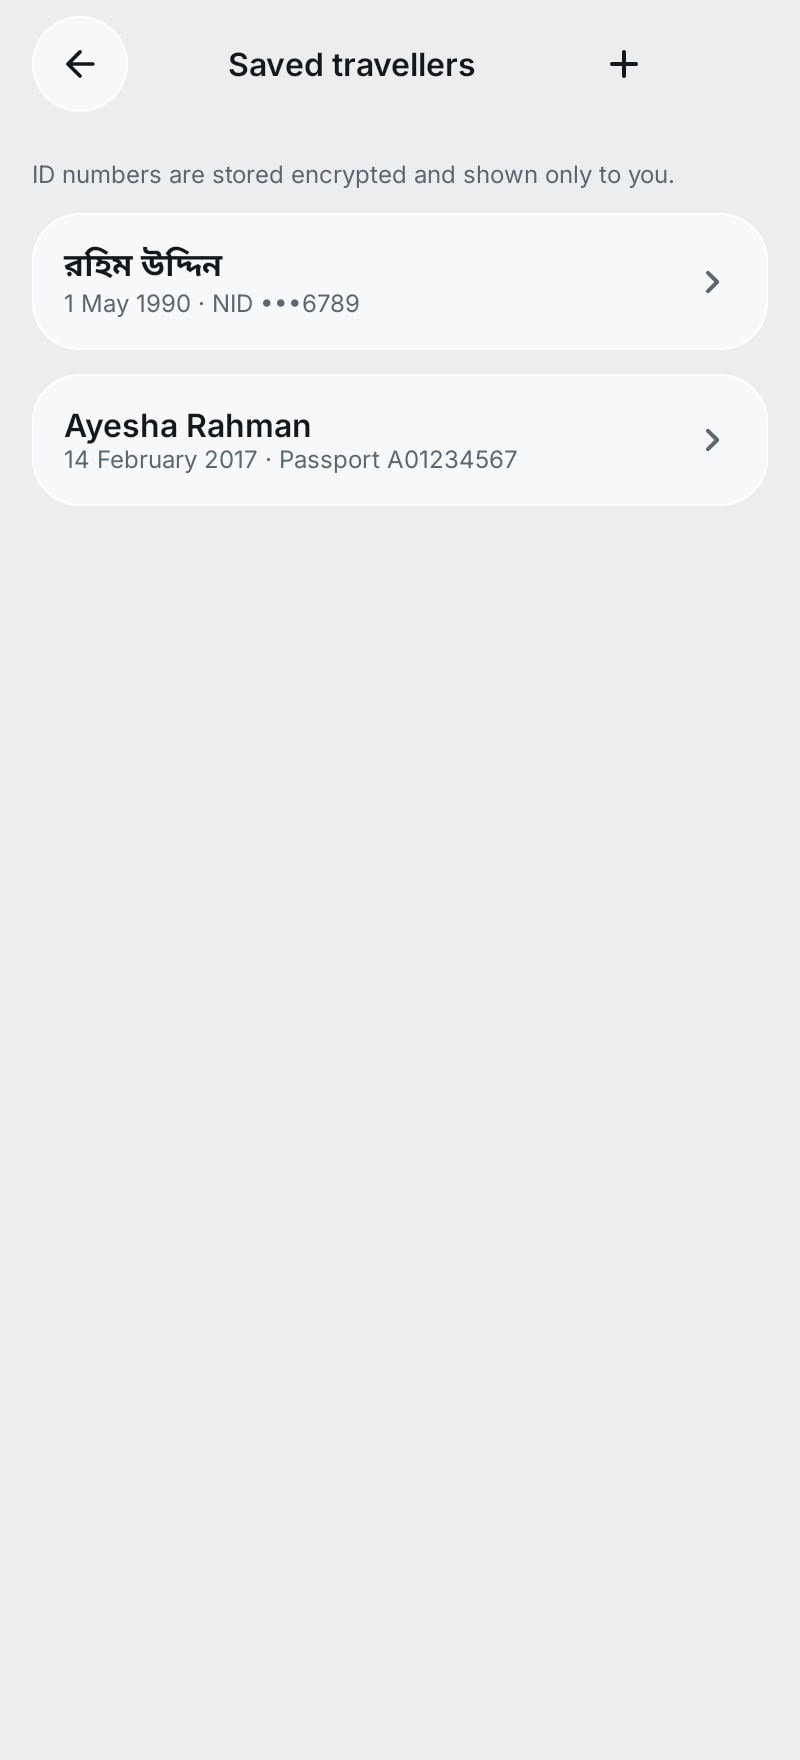 Saved travellers
ID numbers are stored encrypted and shown only to you.
রহিম উদ্দিন
1 May 1990 · NID •••6789
Ayesha Rahman
14 February 2017 · Passport A01234567